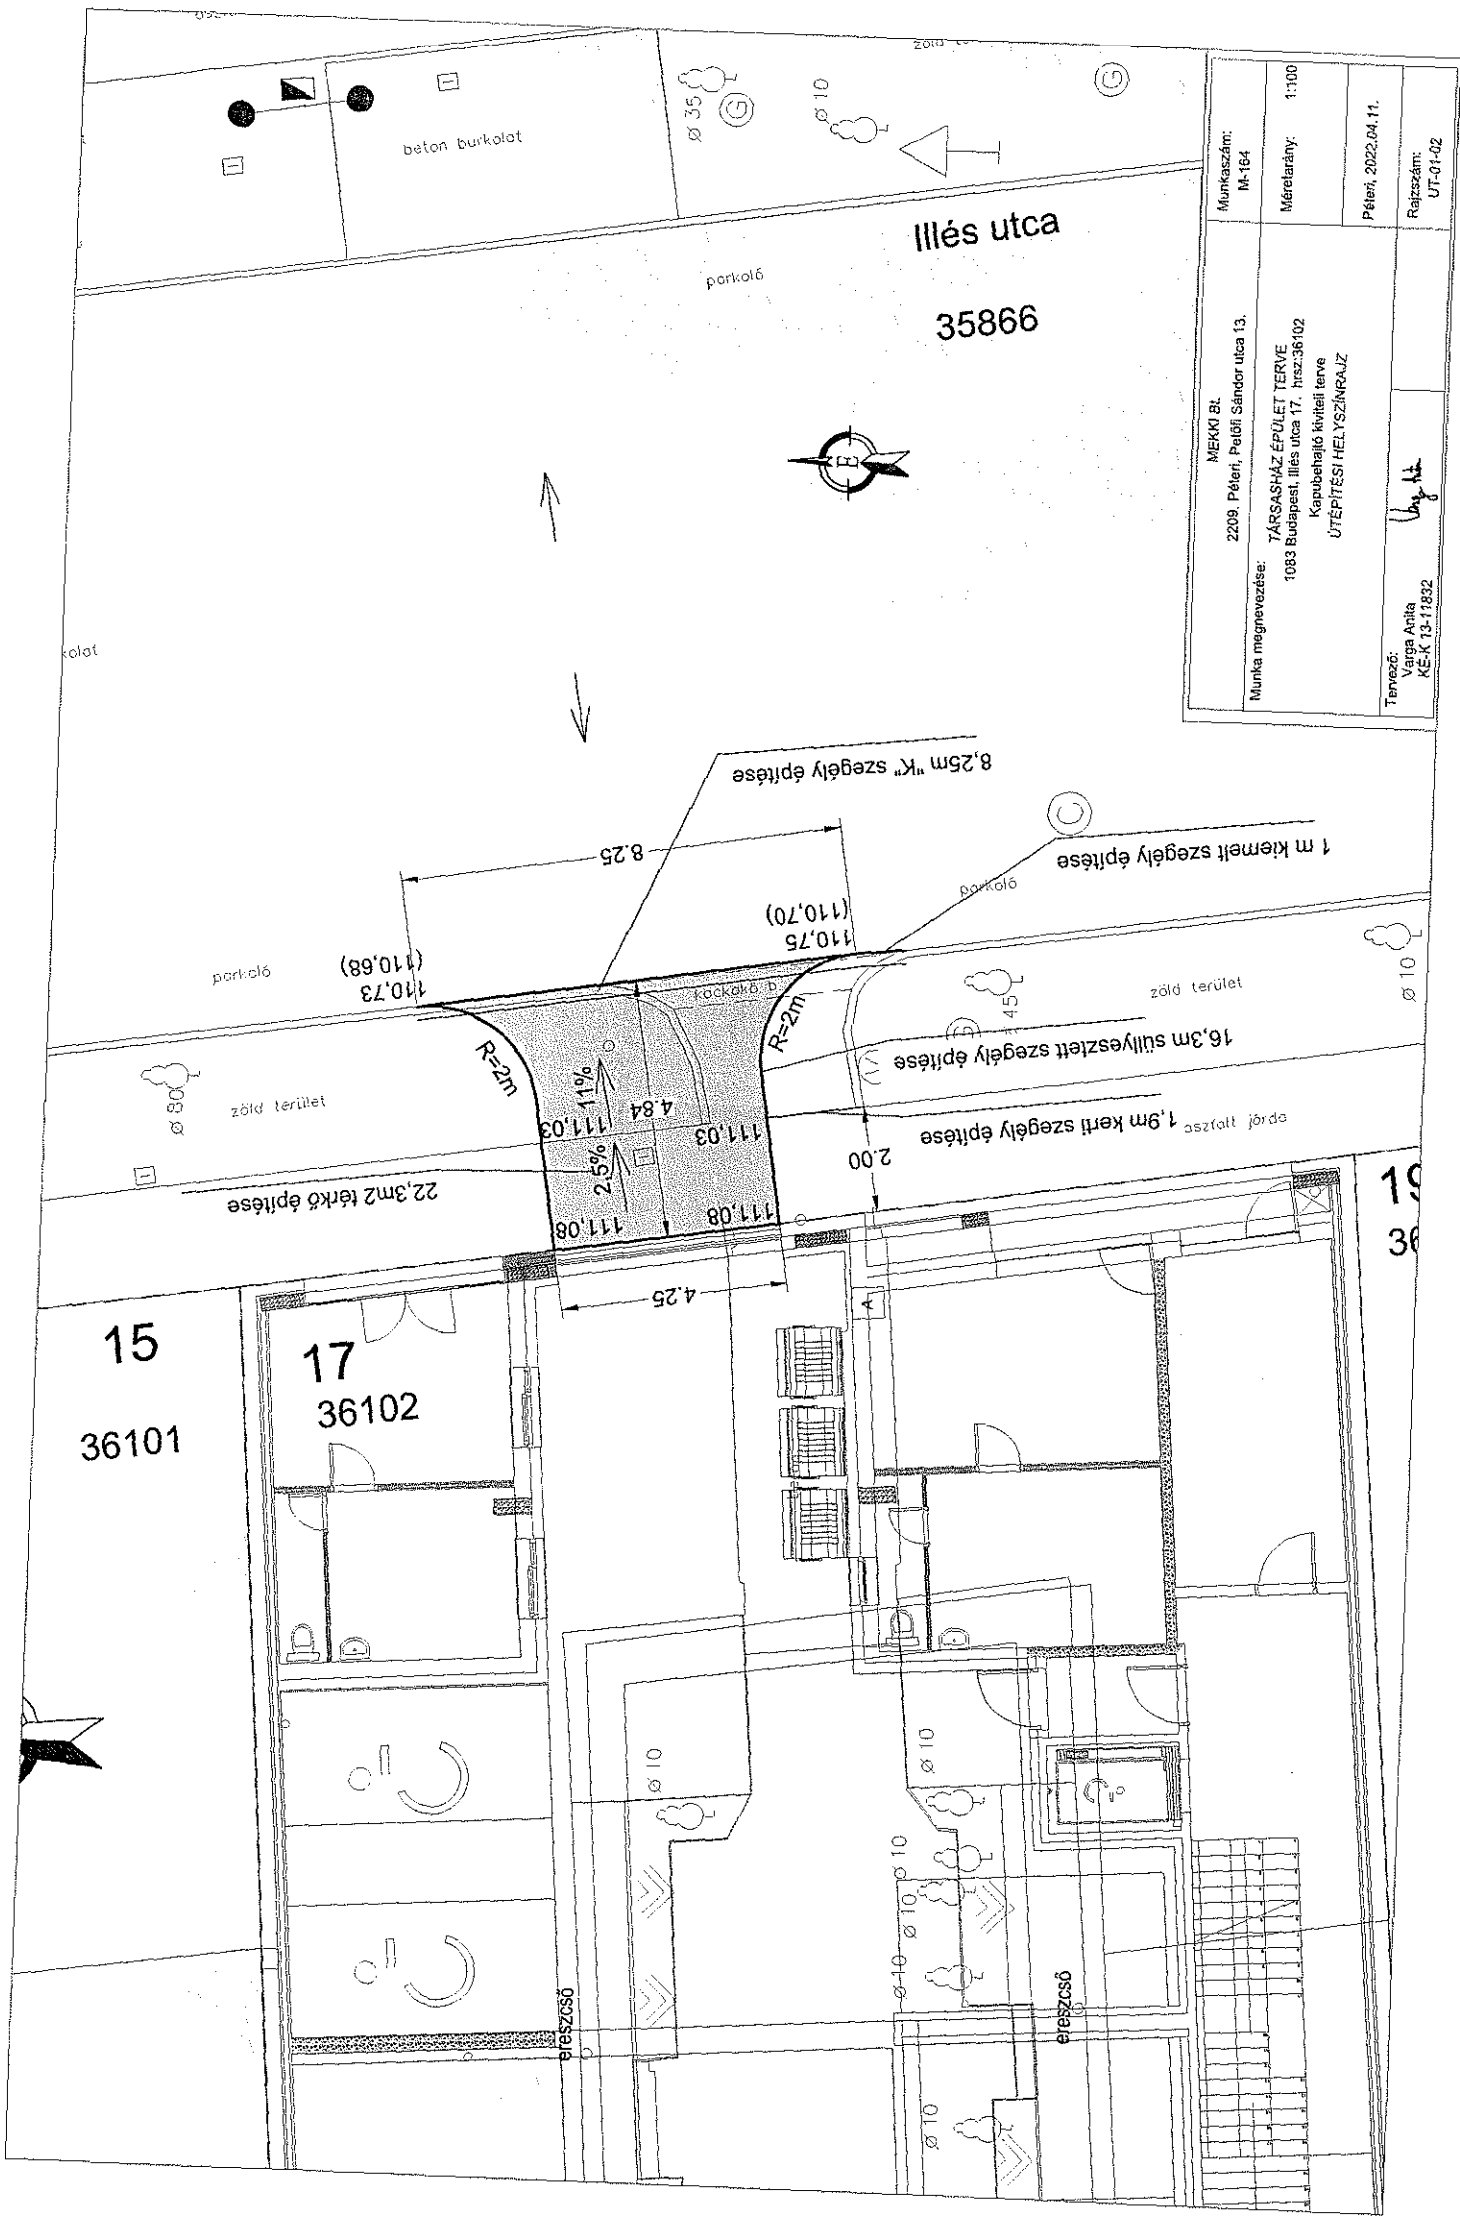 beton burkolat
Ø 35
G
Ø 10
G
Illés utca
parkoló
35866
kolat
E
MEKKI Bt.
2209. Péteri, Petőfi Sándor utca 13.
Munkaszám:
M-164
Munka megnevezése:
TÁRSASHÁZ ÉPÜLET TERVE
1083 Budapest, Illés utca 17. hrsz:36102
Kapubehajtó kiviteli terve
ÚTÉPÍTÉSI HELYSZÍNRAJZ
Méretarány: 1:100
Péteri, 2022.04.11.
Tervező:
Varga Anita
KÉ-K 13-11832
Rajzszám:
UT-01-02
8,25m "K" szegély építése
8.25
C
1 m kiemelt szegély építése
parkoló
parkoló
110,73
(110,68)
110,75
(110,70)
kockakő b
R=2m
R=2m
45
zöld terület
Ø 10
16,3m süllyesztett szegély építése
Ø 80
zöld terület
11%
4.84
111,03
111,03
2,5%
1,9m kerti szegély építése
aszfalt járda
2.00
22,3m2 térkő építése
111,08
111,08
4.25
A
15
36101
17
36102
19
36
Ø 10
Ø 10
Ø 10
Ø 10
Ø 10
ereszcső
ereszcső
Ø 10